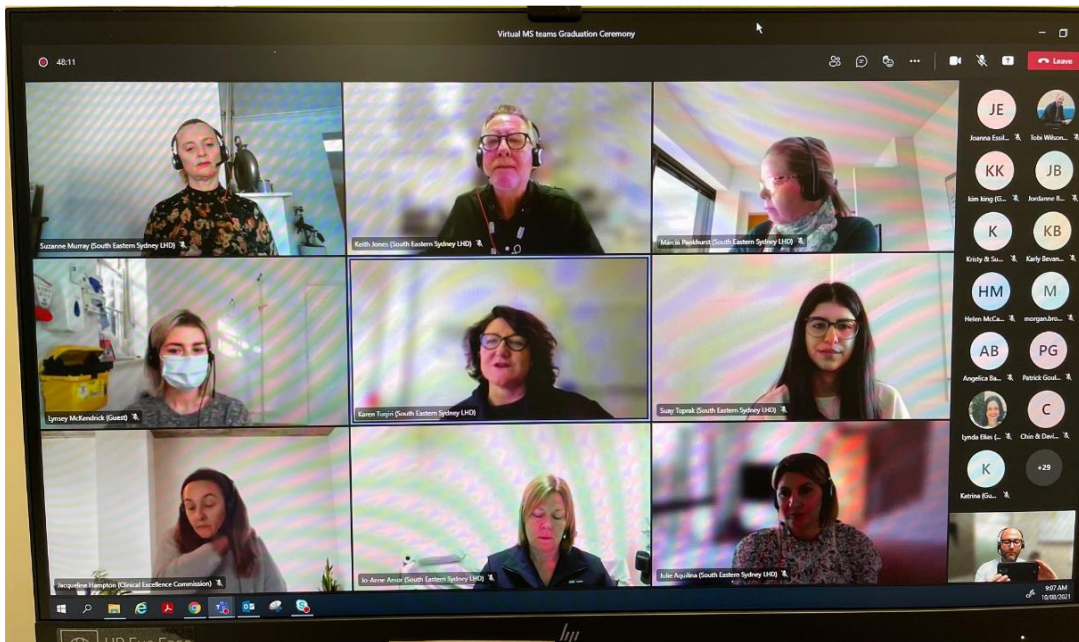 Virtual MS teams Graduation Ceremony
48:11
Leave
Suzanne Murray (South Eastern Sydney LHD)
Keith Jones (South Eastern Sydney LHD)
Marcia Pankhurst (South Eastern Sydney LHD)
Lynsey McKendrick (Guest)
Karen Tuqiri (South Eastern Sydney LHD)
Suay Toprak (South Eastern Sydney LHD)
Jacqueline Hampton (Clinical Excellence Commission)
Jo-Anne Amor (South Eastern Sydney LHD)
Julie Aquilina (South Eastern Sydney LHD)
JE
Joanna Essil...
Tobi Wilson...
KK
JB
kim king (G...
Jordanne B...
K
KB
Kristy & Su...
Karly Bevan...
HM
M
Helen McCa...
morgan.bro...
AB
PG
Angelica Ba...
Patrick Goul...
C
Lynda Elias (...
Chin & Davi...
K
+29
Katrina (Gu...
9:07 AM
10/08/2021
hp
HP Eye Ease